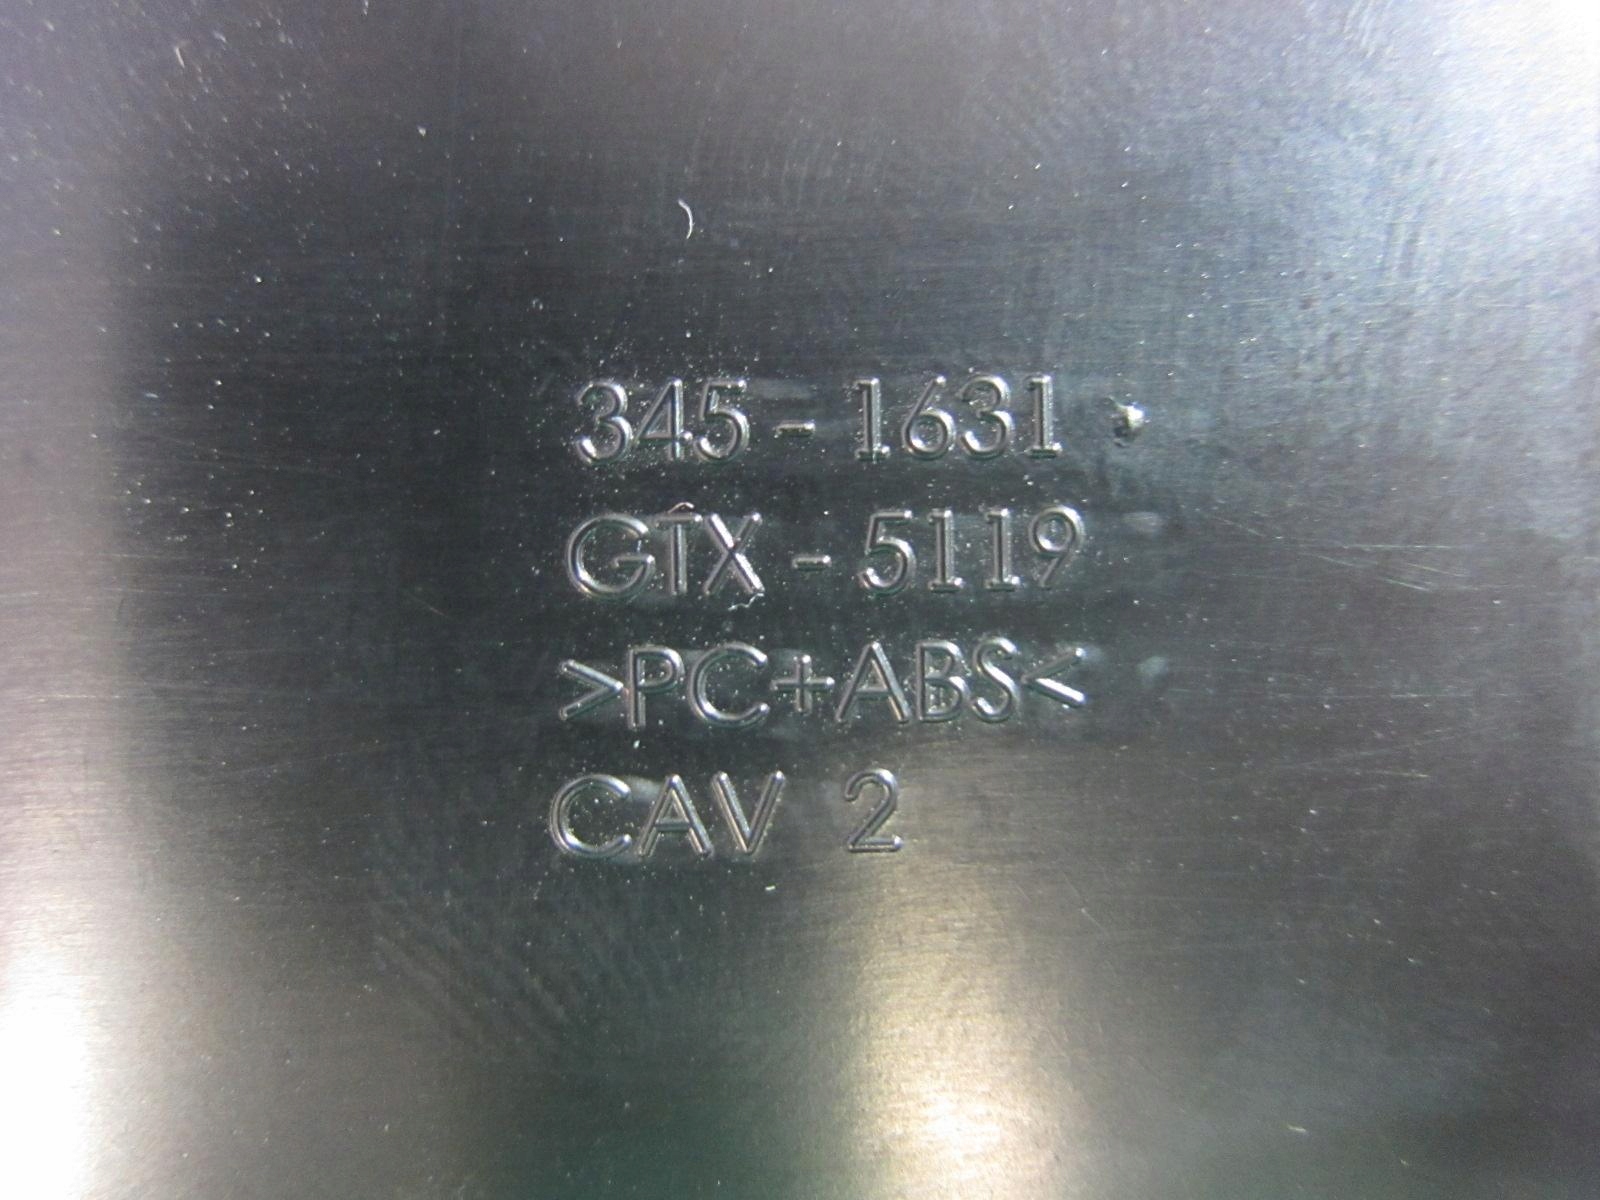 345-1631
GTX-5119
>PC+ABS<
CAV 2